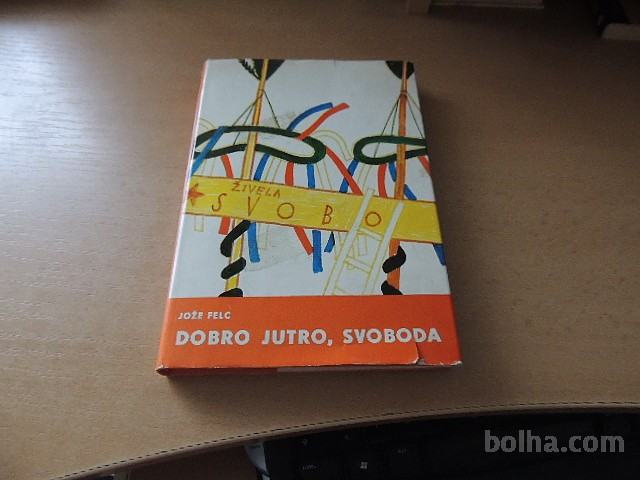 ŽIVELA
SVOBO
JOŽE FELC
DOBRO JUTRO, SVOBODA
bolha.com